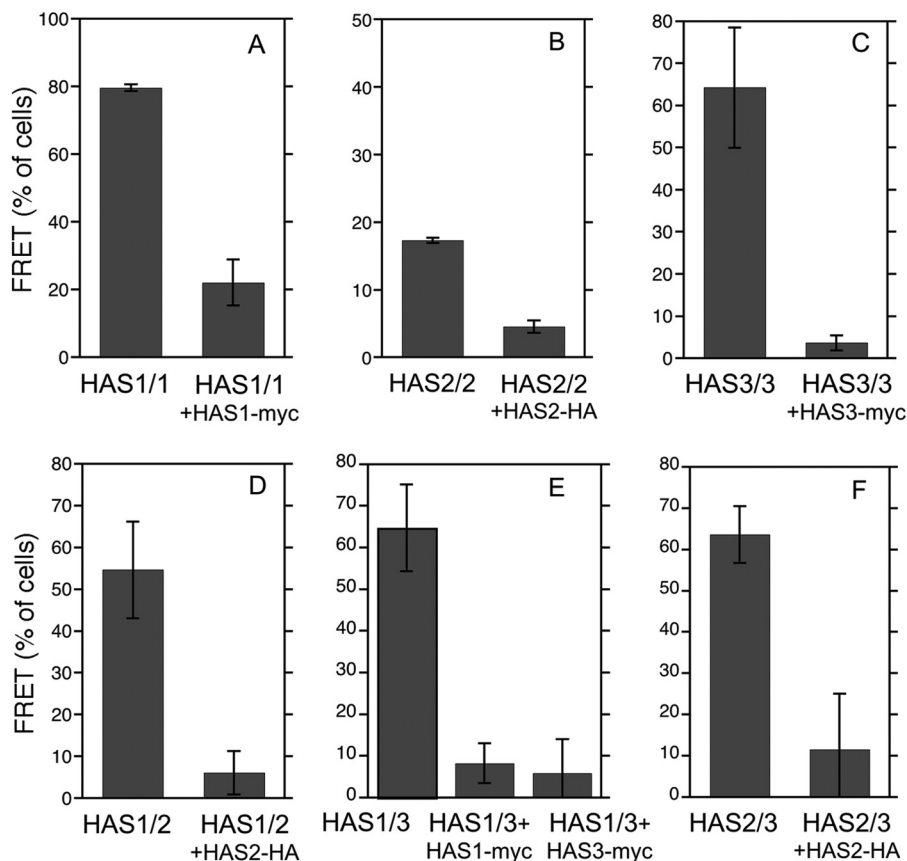 FRET (% of cells)
A
100
80
60
40
20
0
HAS1/1
HAS1/1
+HAS1-myc
B
50
40
30
20
10
0
HAS2/2
HAS2/2
+HAS2-HA
C
80
70
60
50
40
30
20
10
0
HAS3/3
HAS3/3
+HAS3-myc
FRET (% of cells)
D
80
70
60
50
40
30
20
10
0
HAS1/2
HAS1/2
+HAS2-HA
E
80
70
60
50
40
30
20
10
0
HAS1/3
HAS1/3+
HAS1-myc
HAS1/3+
HAS3-myc
F
80
70
60
50
40
30
20
10
0
HAS2/3
HAS2/3
+HAS2-HA